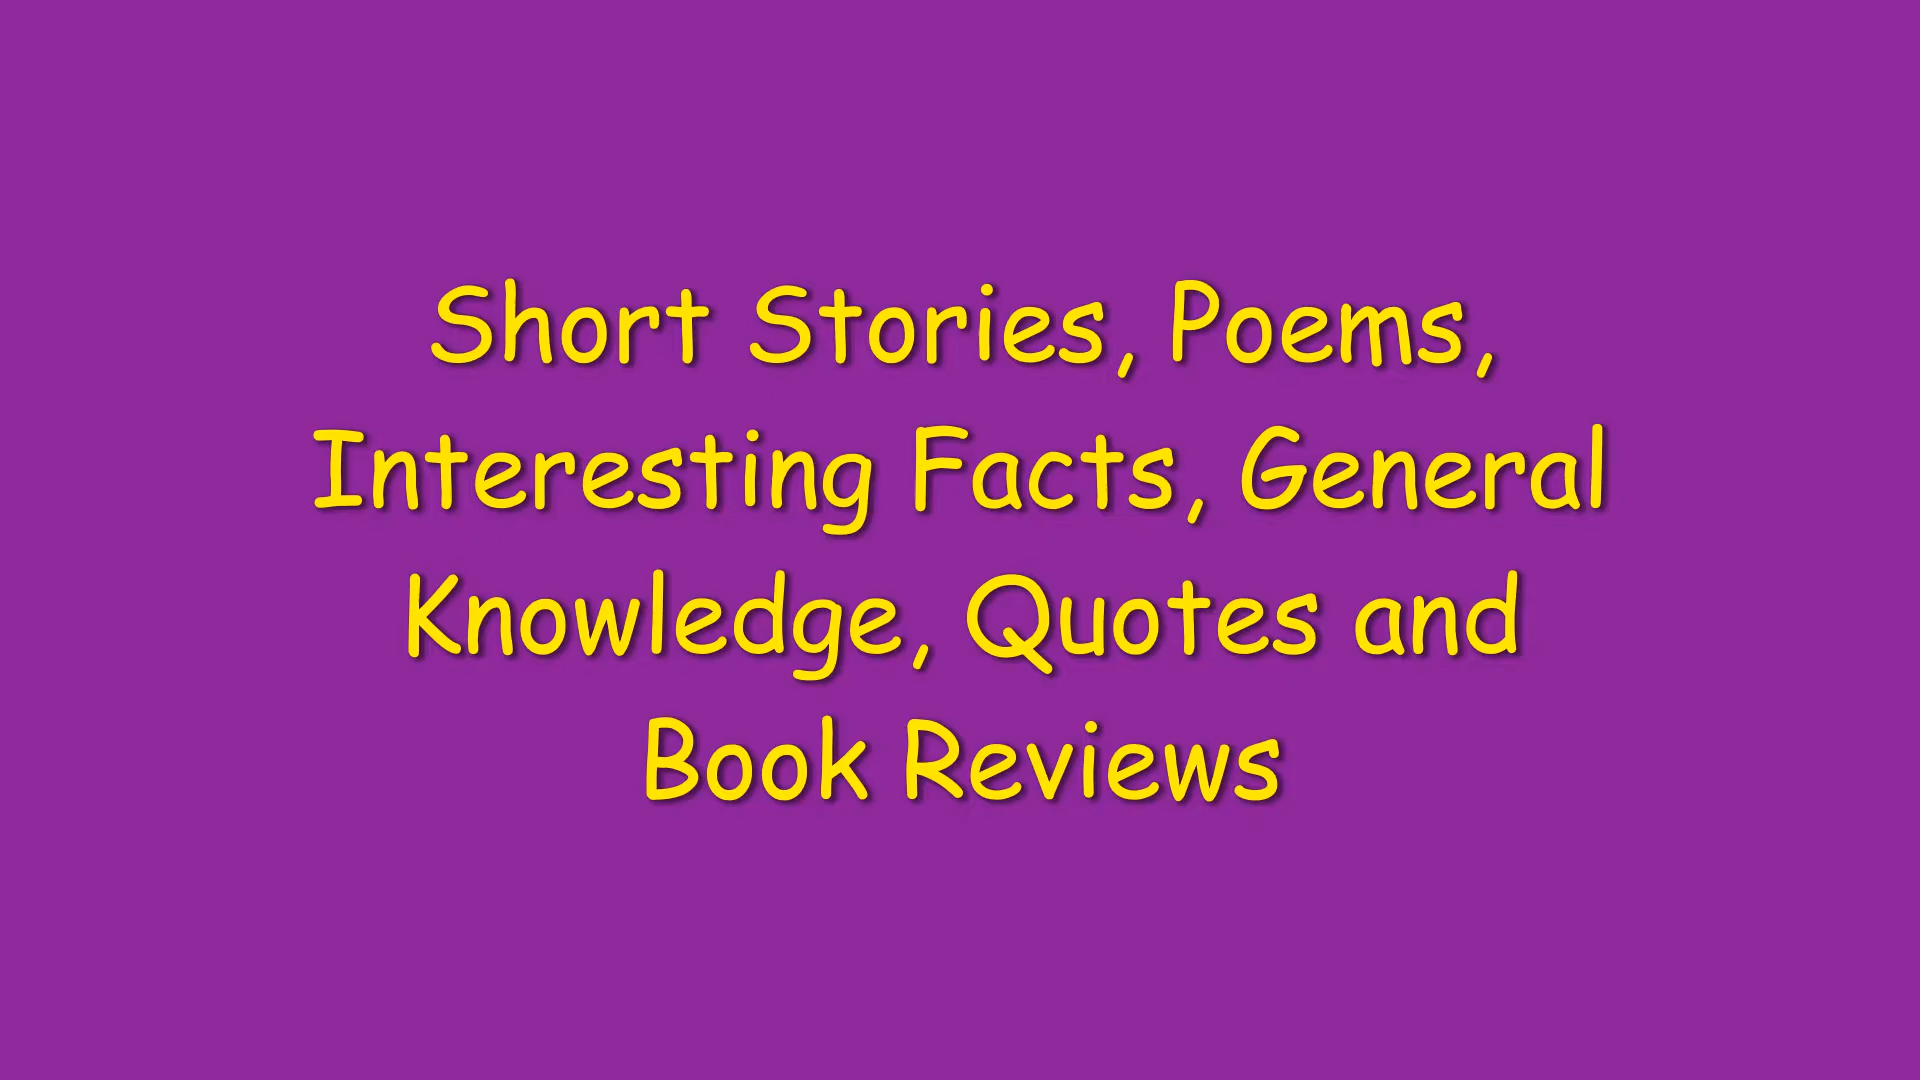 Short Stories, Poems,
Interesting Facts, General
Knowledge, Quotes and
Book Reviews